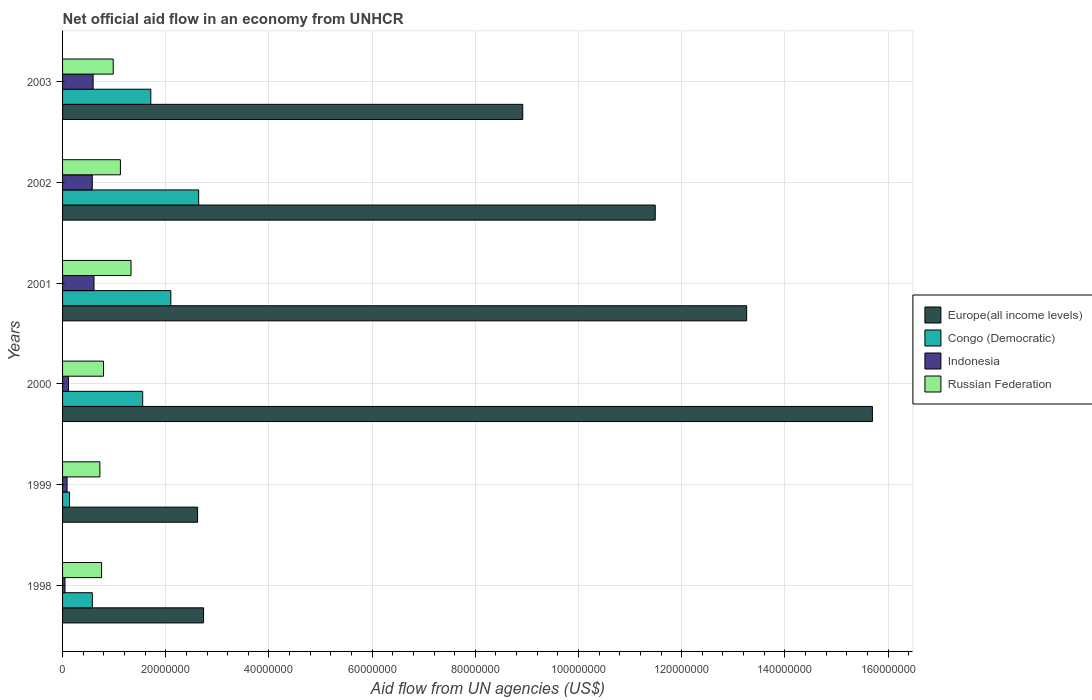 Net official aid flow in an economy from UNHCR
2003
2002
2001
2000
1999
1998
Years
0
20000000
40000000
60000000
80000000
100000000
120000000
140000000
160000000
Aid flow from UN agencies (US$)
Europe(all income levels)
Congo (Democratic)
Indonesia
Russian Federation